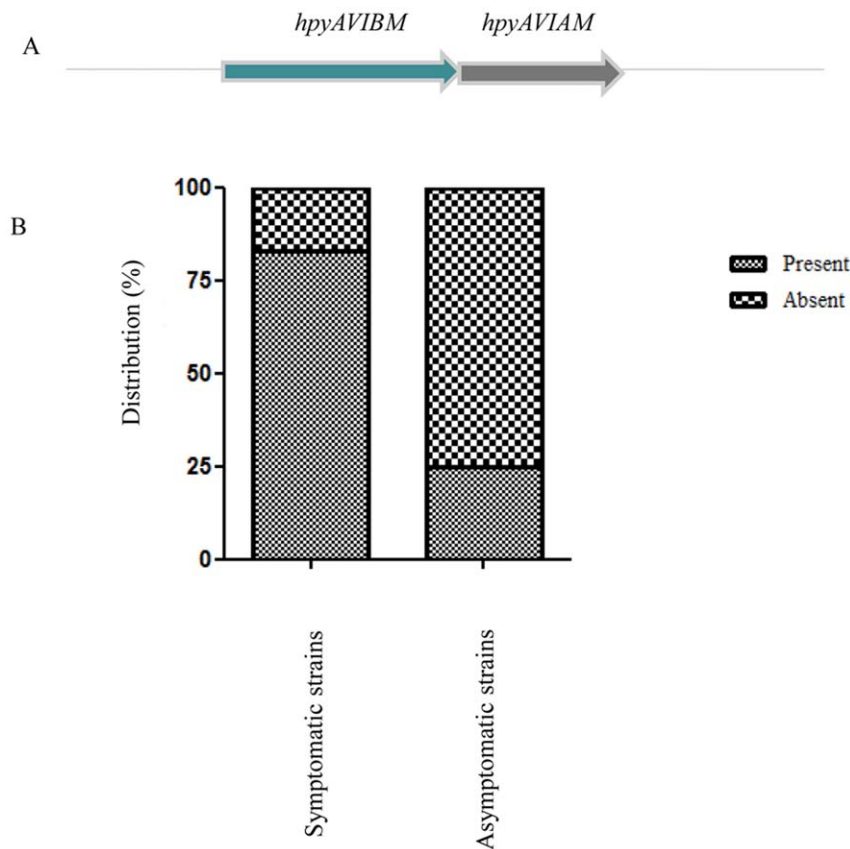 A
hpyAVIBM hpyAVIAM
B
Distribution (%)
100
75
50
25
0
Symptomatic strains
Asymptomatic strains
Present
Absent